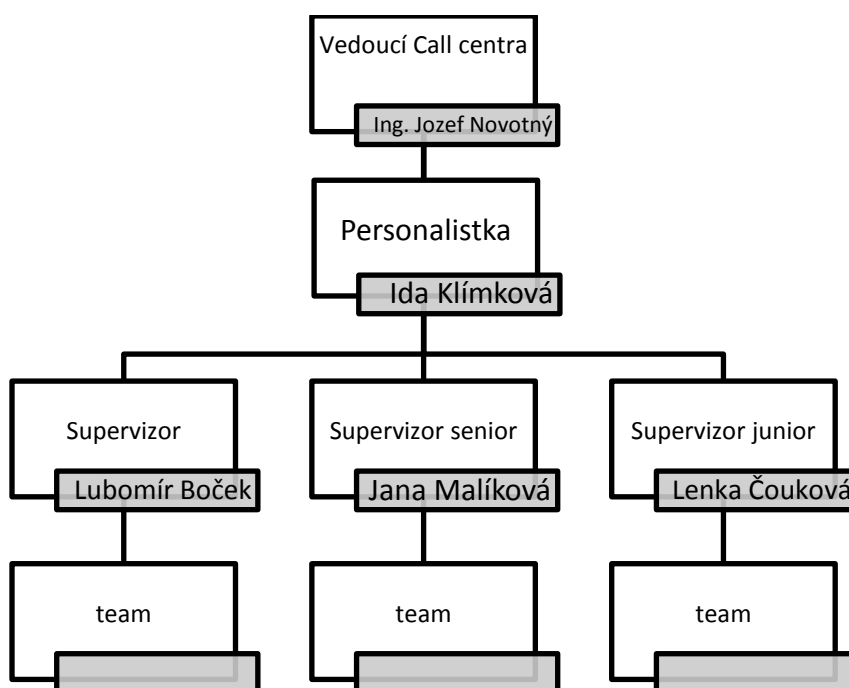 Vedoucí Call centra
Ing. Jozef Novotný
Personalistka
Ida Klímková
Supervizor
Lubomír Boček
Supervizor senior
Jana Malíková
Supervizor junior
Lenka Čouková
team
team
team